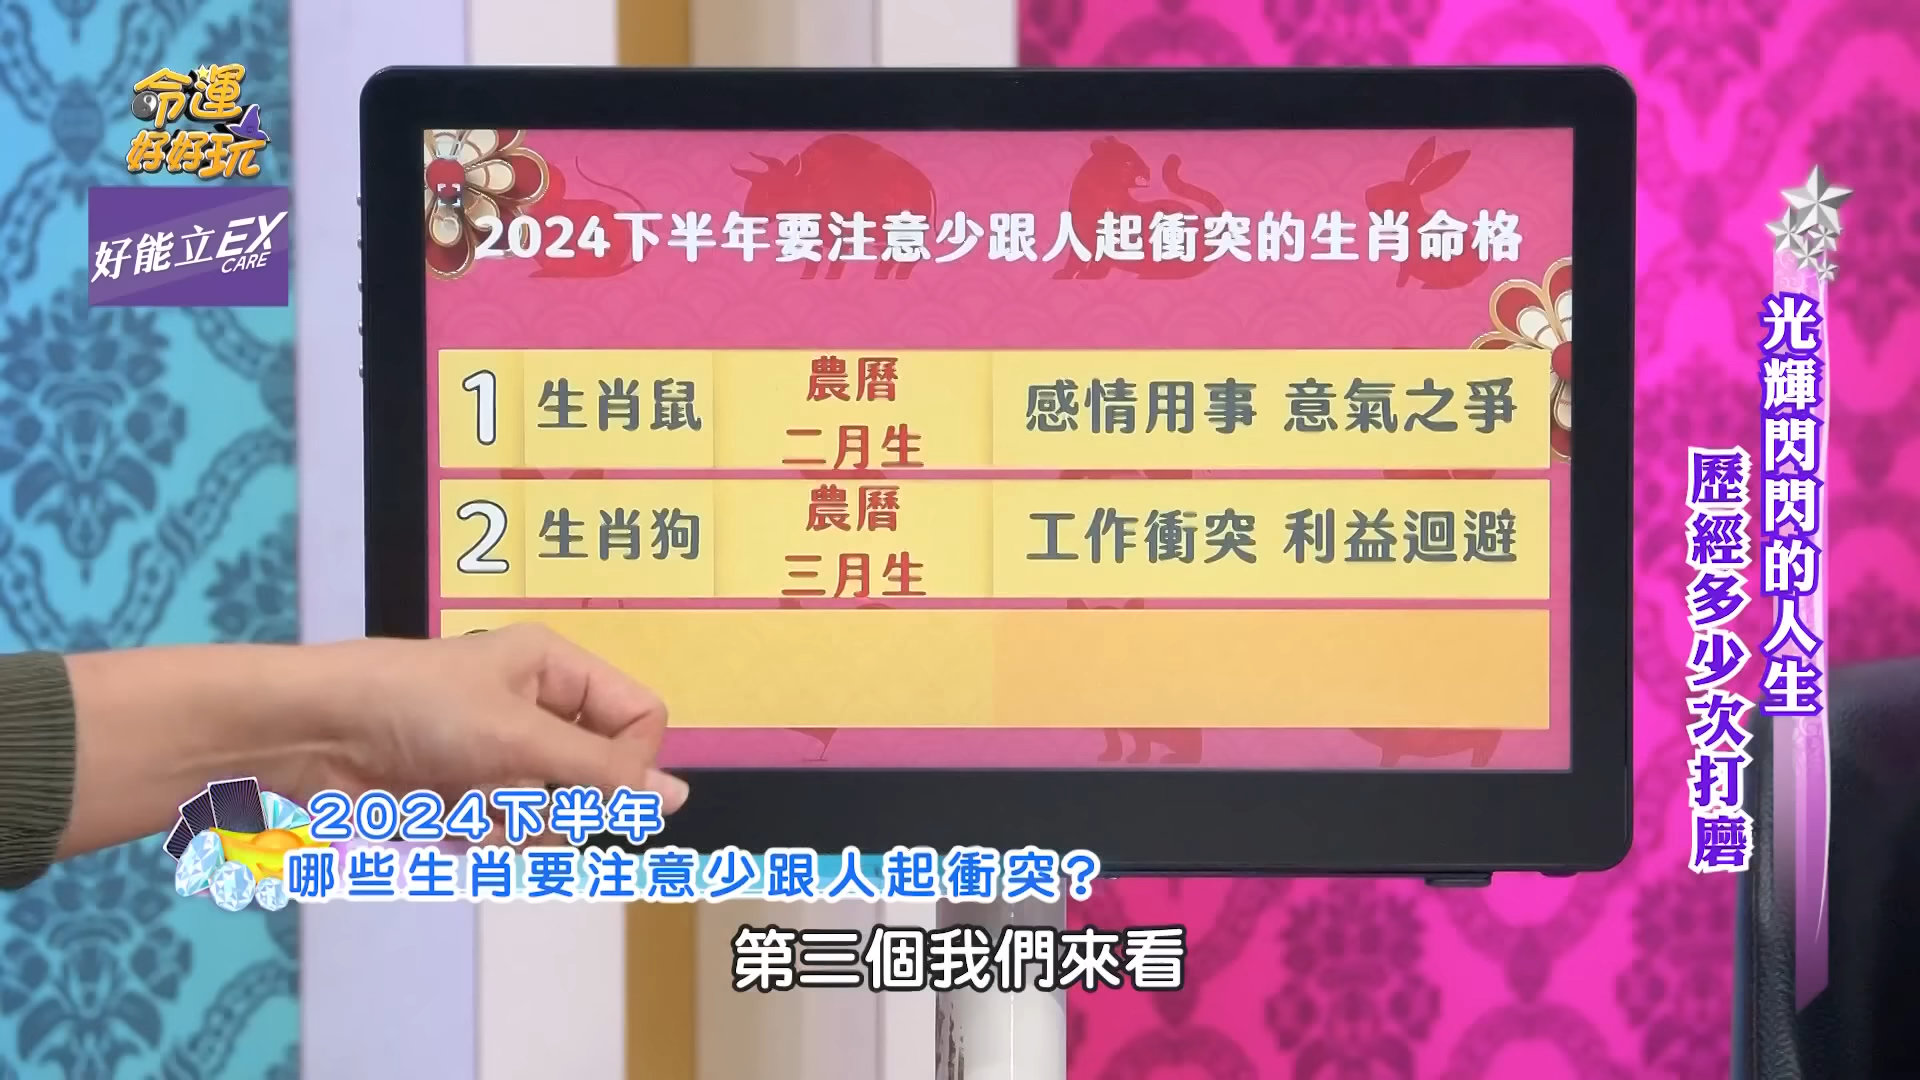 命運
好好玩
好能立EX
CARE
2024下半年要注意少跟人起衝突的生肖命格
1 生肖鼠 農曆二月生 感情用事 意氣之爭
2 生肖狗 農曆三月生 工作衝突 利益迴避
光輝閃閃的人生
歷經多少次打磨
2024下半年
哪些生肖要注意少跟人起衝突?
第三個我們來看